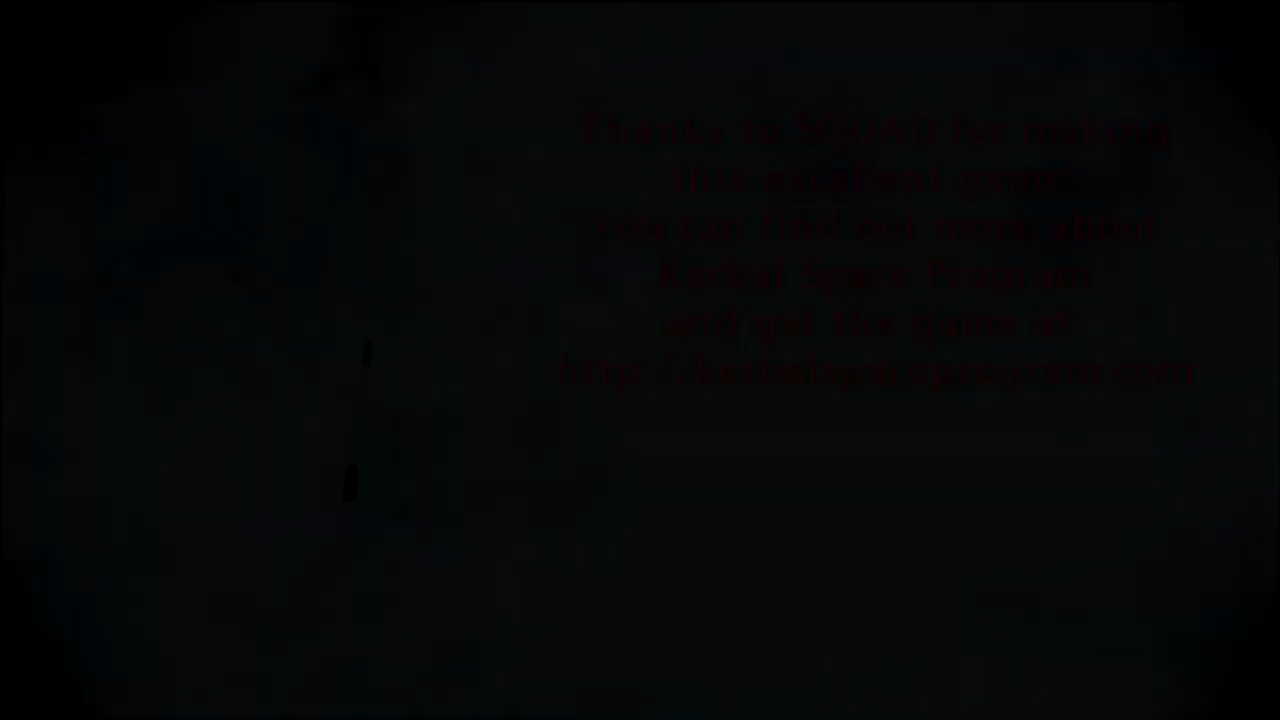 Thanks to SQUAD for making
this excellent game!
You can find out more about
Kerbal Space Program
and get the game at
http://kerbalspaceprogram.com